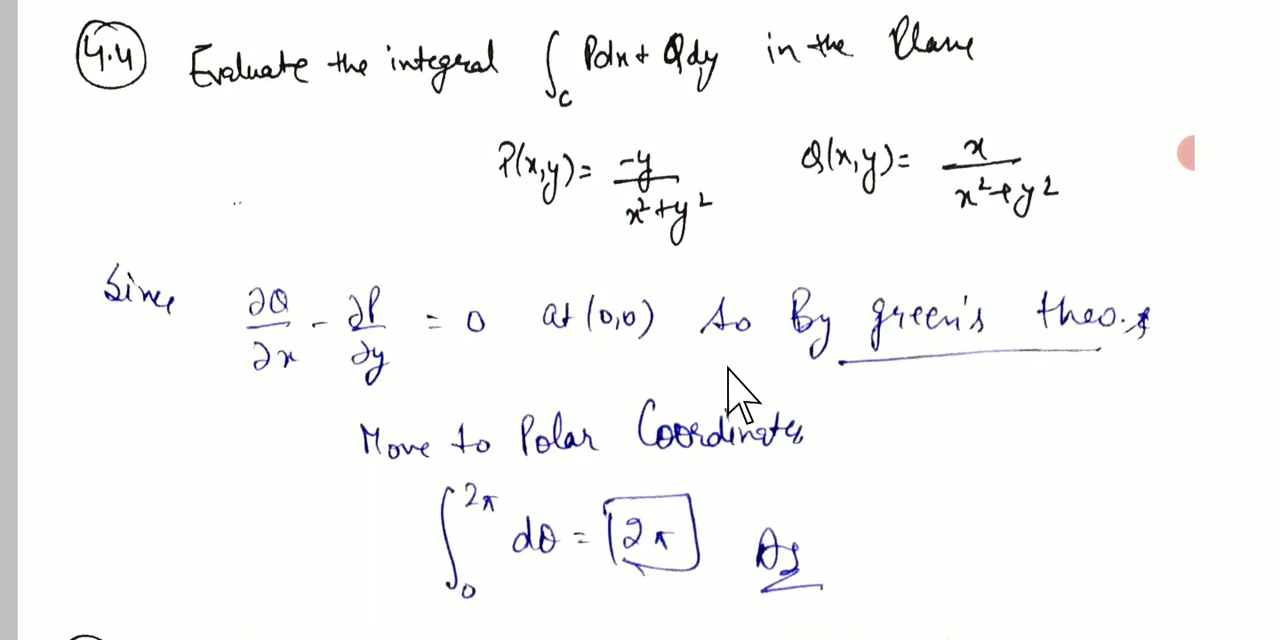 4.4 Evaluate the integral ∫_C Pdx + Qdy in the Plane
P(x,y) = -y/(x²+y²) Q(x,y) = x/(x²+y²)
Since ∂Q/∂x - ∂P/∂y = 0 at (0,0) So By green's theo.
Move to Polar Coordinates
∫_0^{2π} dθ = 2π